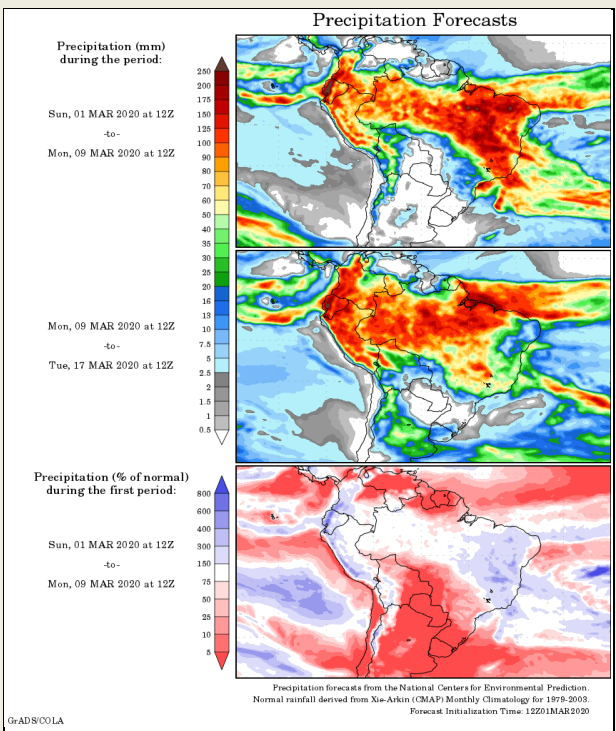 Precipitation Forecasts
Precipitation (mm)
during the period:
Sun, 01 MAR 2020 at 12Z
-to-
Mon, 09 MAR 2020 at 12Z
250
200
175
150
125
100
90
80
70
60
50
40
35
30
25
20
16
13
10
7.5
5
2.5
2
1.5
1
0.5
Mon, 09 MAR 2020 at 12Z
-to-
Tue, 17 MAR 2020 at 12Z
Precipitation (% of normal)
during the first period:
Sun, 01 MAR 2020 at 12Z
-to-
Mon, 09 MAR 2020 at 12Z
800
600
400
300
150
75
50
25
10
5
Precipitation forecasts from the National Centers for Environmental Prediction.
Normal rainfall derived from Xie-Arkin (CMAP) Monthly Climatology for 1979-2003.
Forecast Initialization Time: 12Z01MAR2020
GrADS/COLA